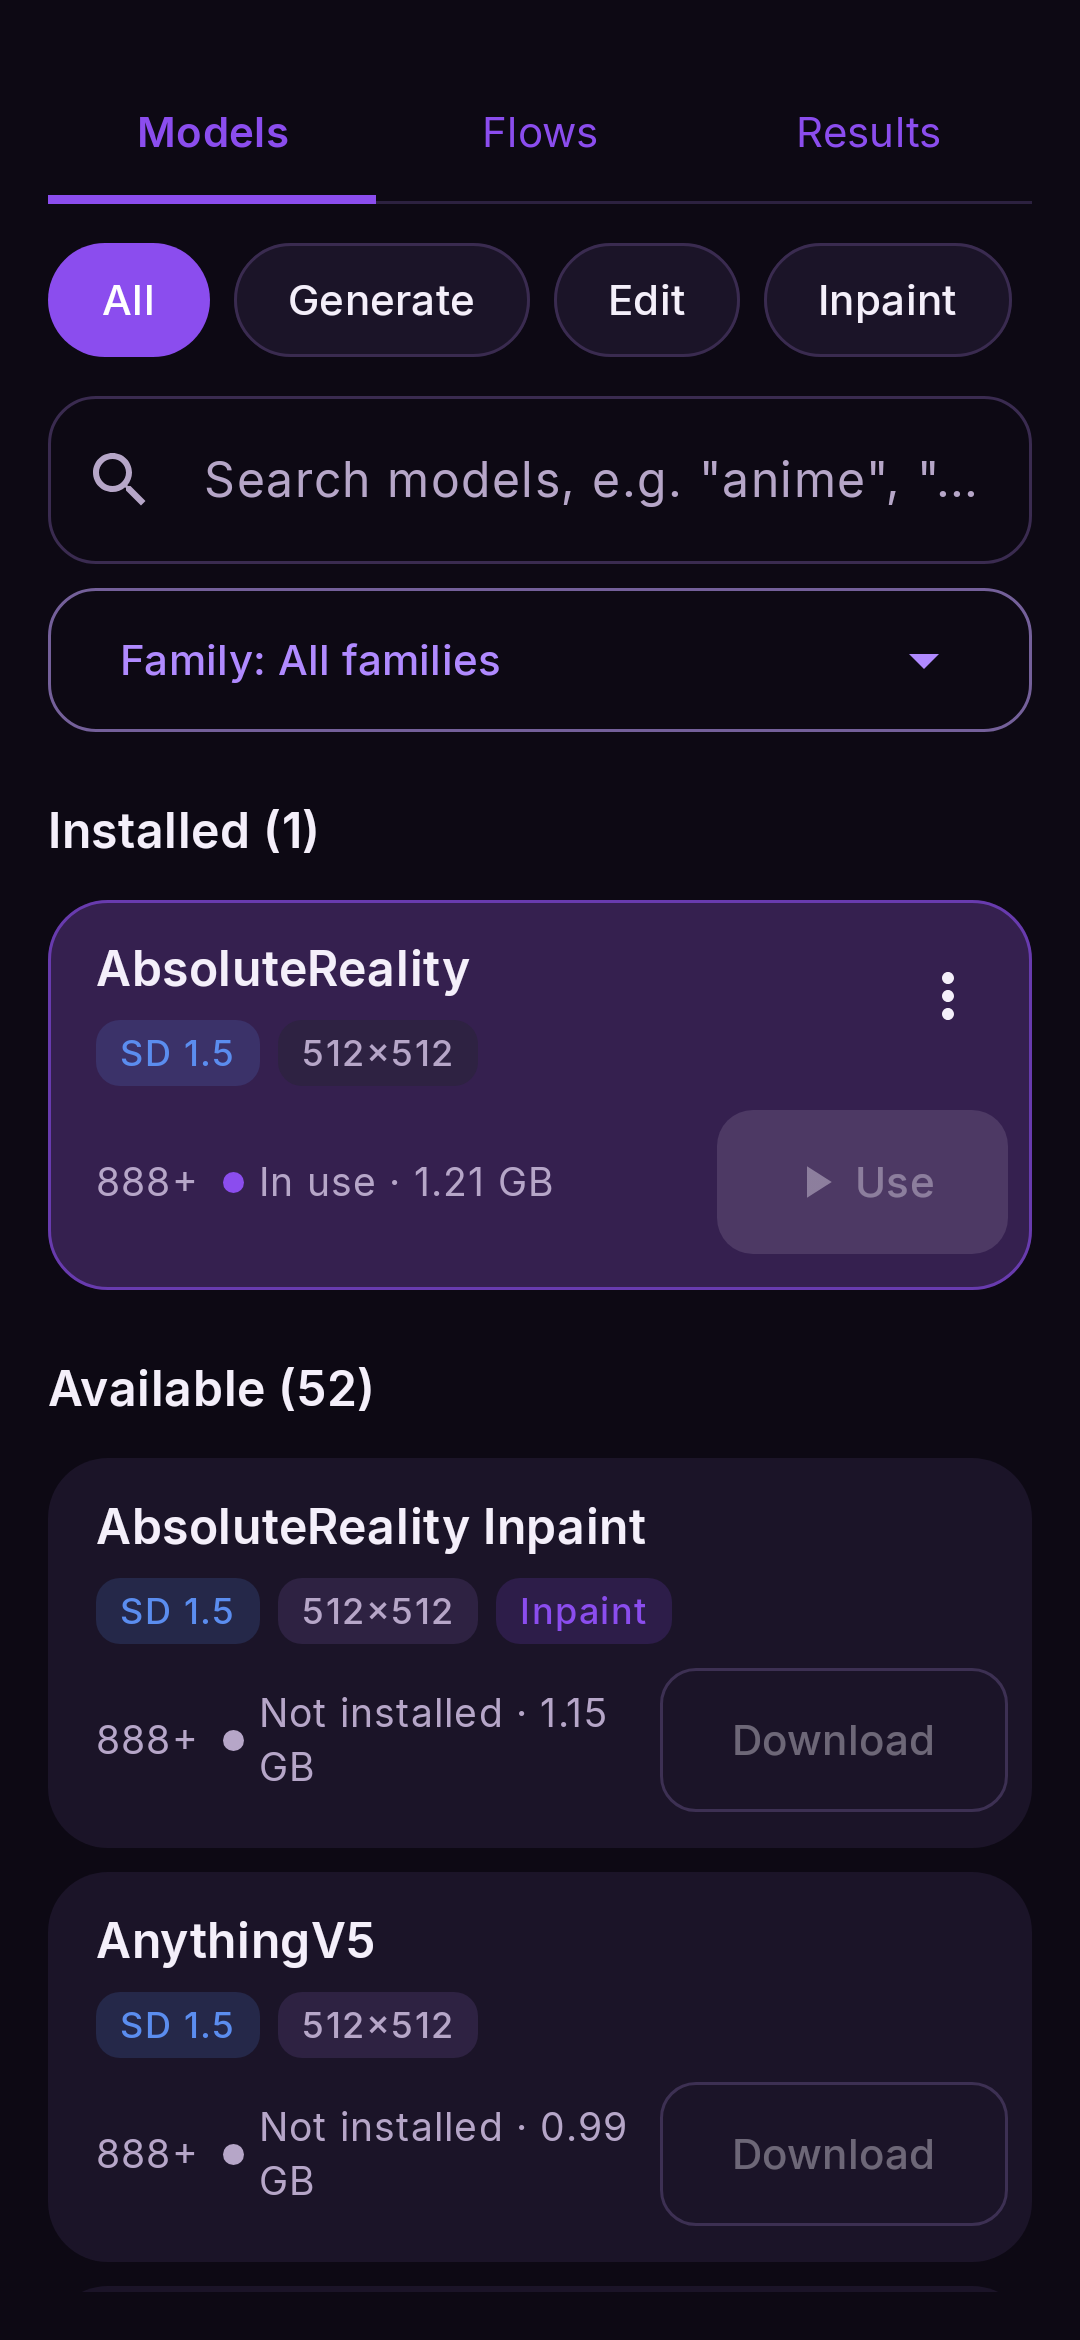 Models
Flows
Results
All
Generate
Edit
Inpaint
Search models, e.g. "anime", "...
Family: All families
Installed (1)
AbsoluteReality
SD 1.5
512×512
888+
In use · 1.21 GB
Use
Available (52)
AbsoluteReality Inpaint
SD 1.5
512×512
Inpaint
888+
Not installed · 1.15
GB
Download
AnythingV5
SD 1.5
512×512
888+
Not installed · 0.99
GB
Download